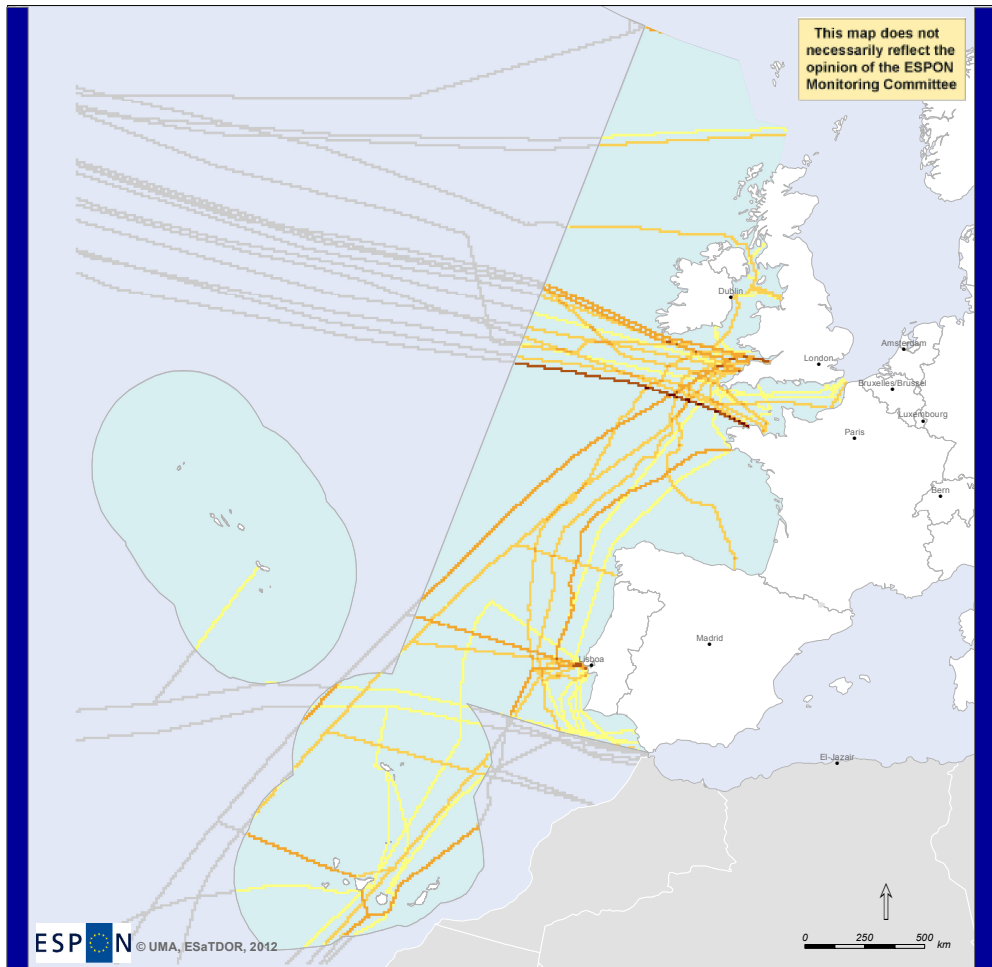 This map does not
necessarily reflect the
opinion of the ESPON
Monitoring Committee
Dublin
London
Amsterdam
Bruxelles/Brussel
Luxembourg
Paris
Bern
Va
Madrid
Lisboa
El-Jazair
ESPON © UMA, ESaTDOR, 2012
0 250 500
km